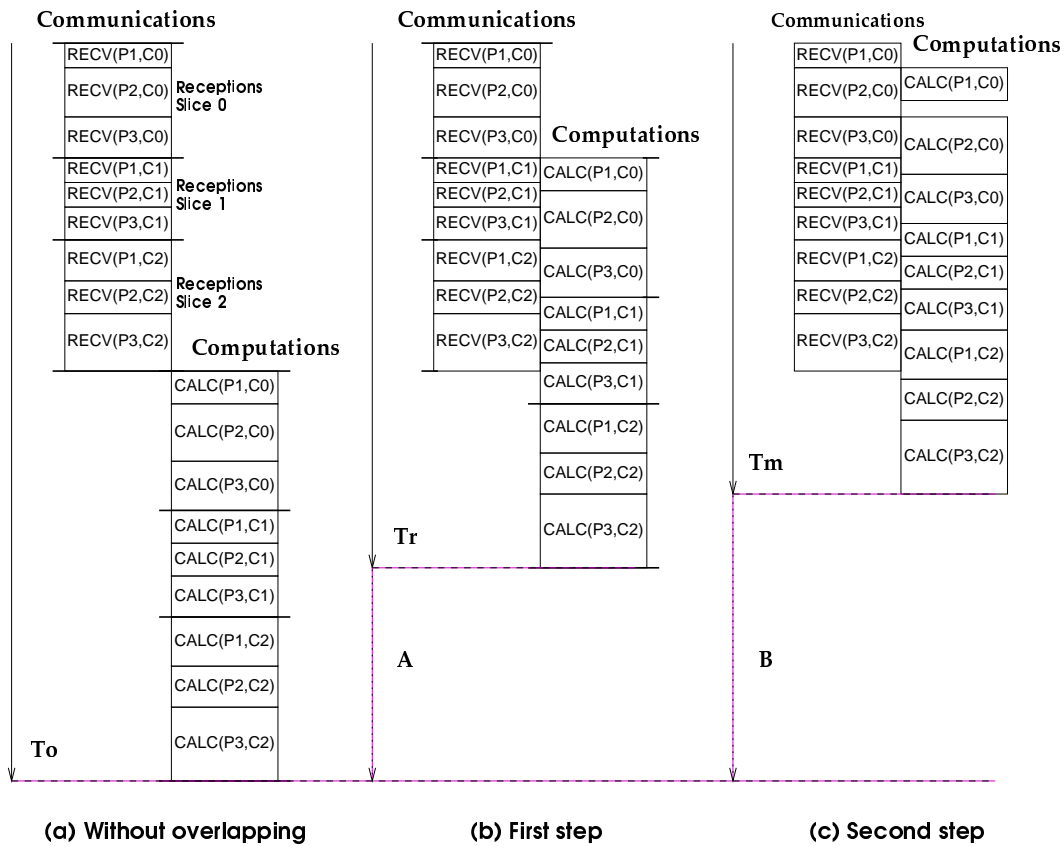 Communications
RECV(P1,C0)
RECV(P2,C0)
Receptions
Slice 0
RECV(P3,C0)
RECV(P1,C1)
RECV(P2,C1)
Receptions
Slice 1
RECV(P3,C1)
RECV(P1,C2)
RECV(P2,C2)
Receptions
Slice 2
RECV(P3,C2)
Computations
CALC(P1,C0)
CALC(P2,C0)
CALC(P3,C0)
CALC(P1,C1)
CALC(P2,C1)
CALC(P3,C1)
CALC(P1,C2)
CALC(P2,C2)
CALC(P3,C2)
To
(a) Without overlapping
Communications
RECV(P1,C0)
RECV(P2,C0)
RECV(P3,C0)
RECV(P1,C1)
RECV(P2,C1)
RECV(P3,C1)
RECV(P1,C2)
RECV(P2,C2)
RECV(P3,C2)
Computations
CALC(P1,C0)
CALC(P2,C0)
CALC(P3,C0)
CALC(P1,C1)
CALC(P2,C1)
CALC(P3,C1)
CALC(P1,C2)
CALC(P2,C2)
CALC(P3,C2)
Tr
A
(b) First step
Communications
RECV(P1,C0)
RECV(P2,C0)
RECV(P3,C0)
RECV(P1,C1)
RECV(P2,C1)
RECV(P3,C1)
RECV(P1,C2)
RECV(P2,C2)
RECV(P3,C2)
Computations
CALC(P1,C0)
CALC(P2,C0)
CALC(P3,C0)
CALC(P1,C1)
CALC(P2,C1)
CALC(P3,C1)
CALC(P1,C2)
CALC(P2,C2)
CALC(P3,C2)
Tm
B
(c) Second step